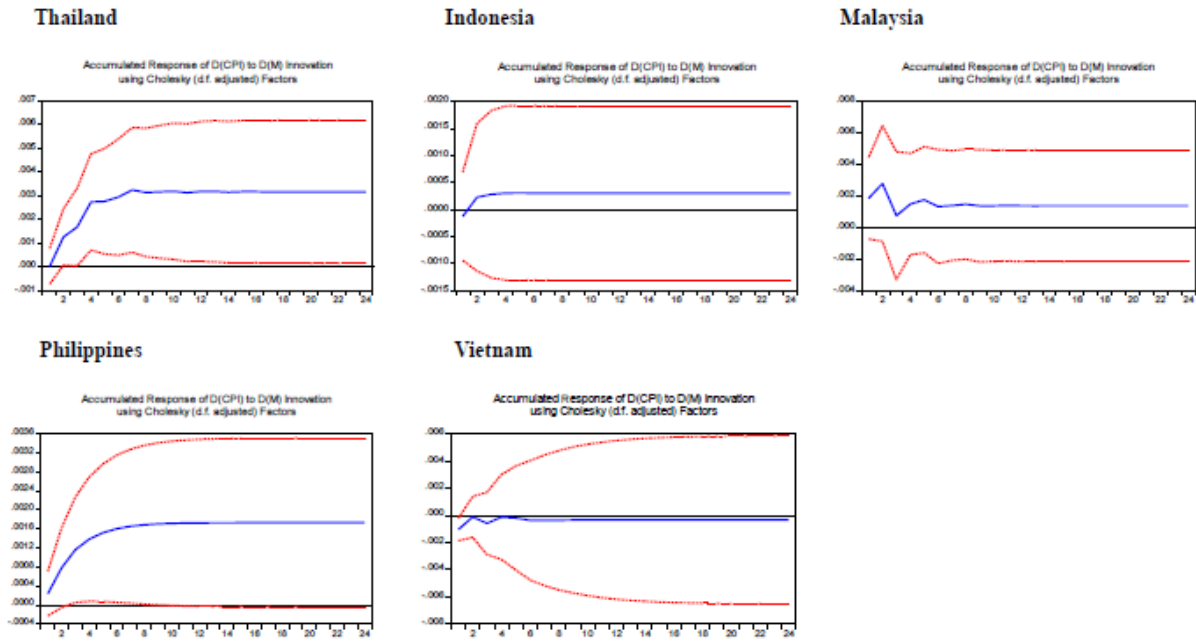 Thailand
Accumulated Response of D(CPI) to D(M) Innovation
using Cholesky (d.f. adjusted) Factors
.007
.006
.005
.004
.003
.002
.001
.000
-.001
2 4 6 8 10 12 14 16 18 20 22 24
Indonesia
Accumulated Response of D(CPI) to D(M) Innovation
using Cholesky (d.f. adjusted) Factors
.0020
.0015
.0010
.0005
.0000
-.0005
-.0010
-.0015
2 4 6 8 10 12 14 16 18 20 22 24
Malaysia
Accumulated Response of D(CPI) to D(M) Innovation
using Cholesky (d.f. adjusted) Factors
.008
.006
.004
.002
.000
-.002
-.004
2 4 6 8 10 12 14 16 18 20 22 24
Philippines
Accumulated Response of D(CPI) to D(M) Innovation
using Cholesky (d.f. adjusted) Factors
.0036
.0032
.0028
.0024
.0020
.0016
.0012
.0008
.0004
.0000
-.0004
2 4 6 8 10 12 14 16 18 20 22 24
Vietnam
Accumulated Response of D(CPI) to D(M) Innovation
using Cholesky (d.f. adjusted) Factors
.006
.004
.002
.000
-.002
-.004
-.006
-.008
2 4 6 8 10 12 14 16 18 20 22 24